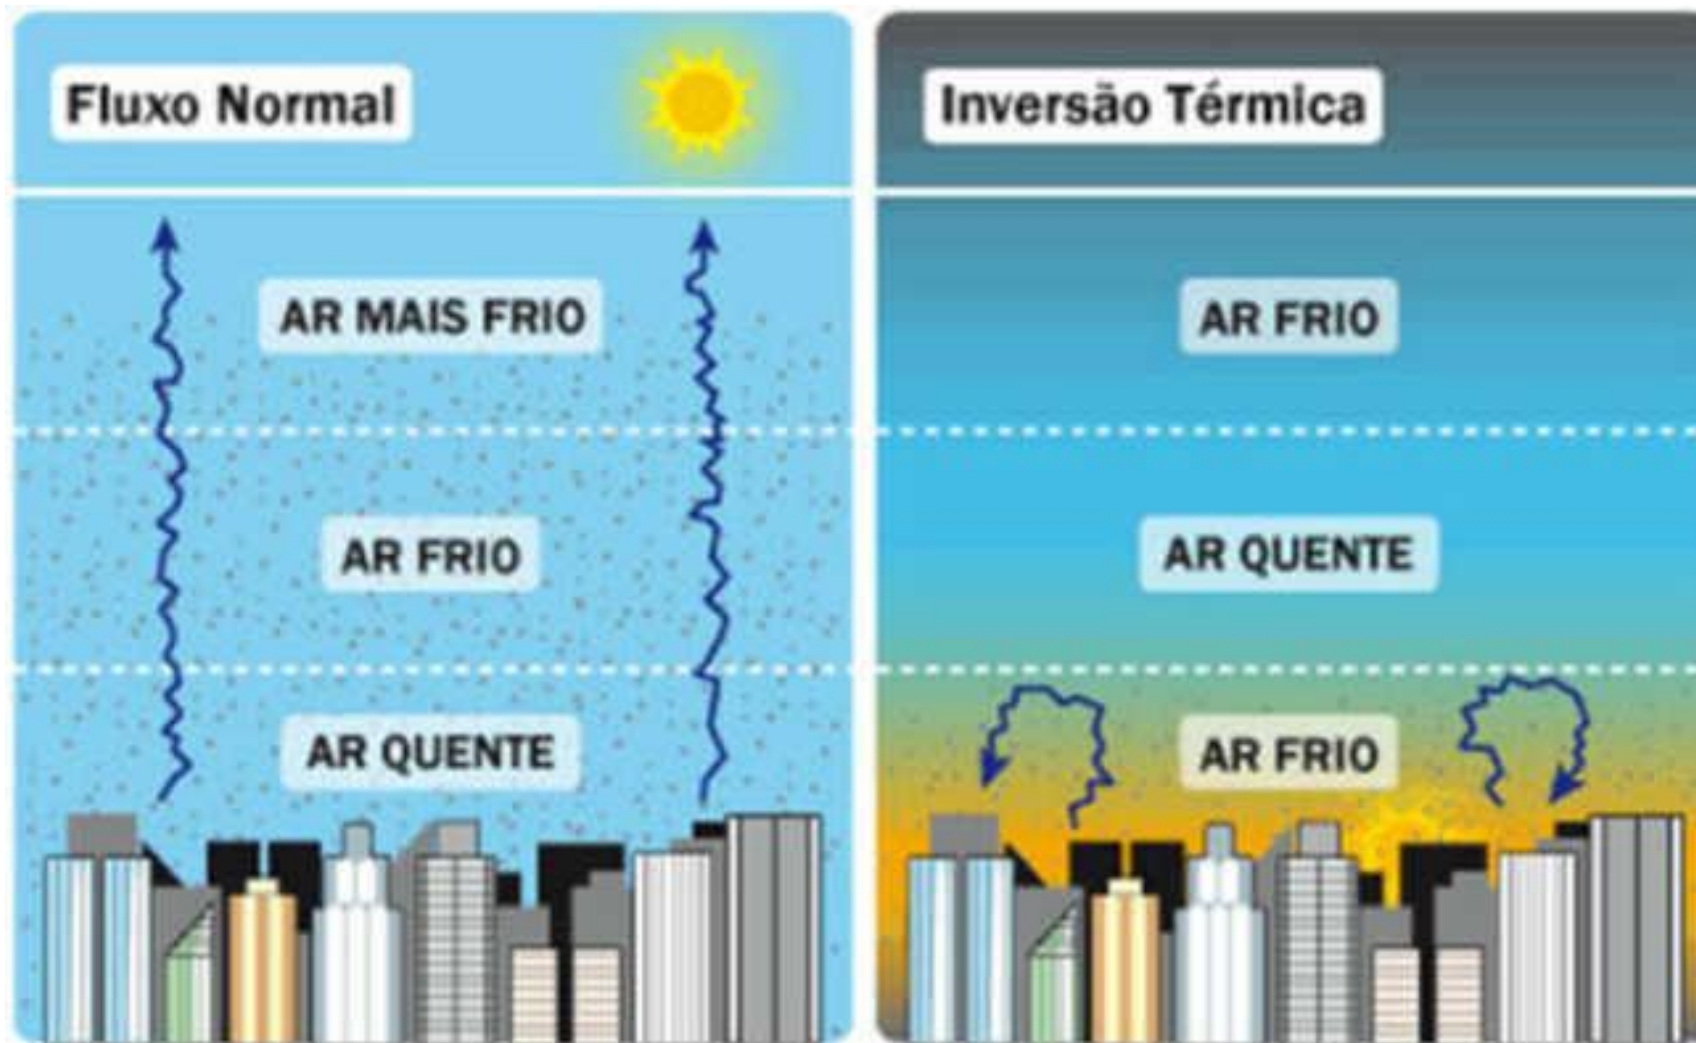 Fluxo Normal
AR MAIS FRIO
AR FRIO
AR QUENTE
Inversão Térmica
AR FRIO
AR QUENTE
AR FRIO